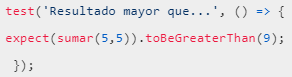 test('Resultado mayor que...', () => {
expect(sumar(5,5)).toBeGreaterThan(9);
});